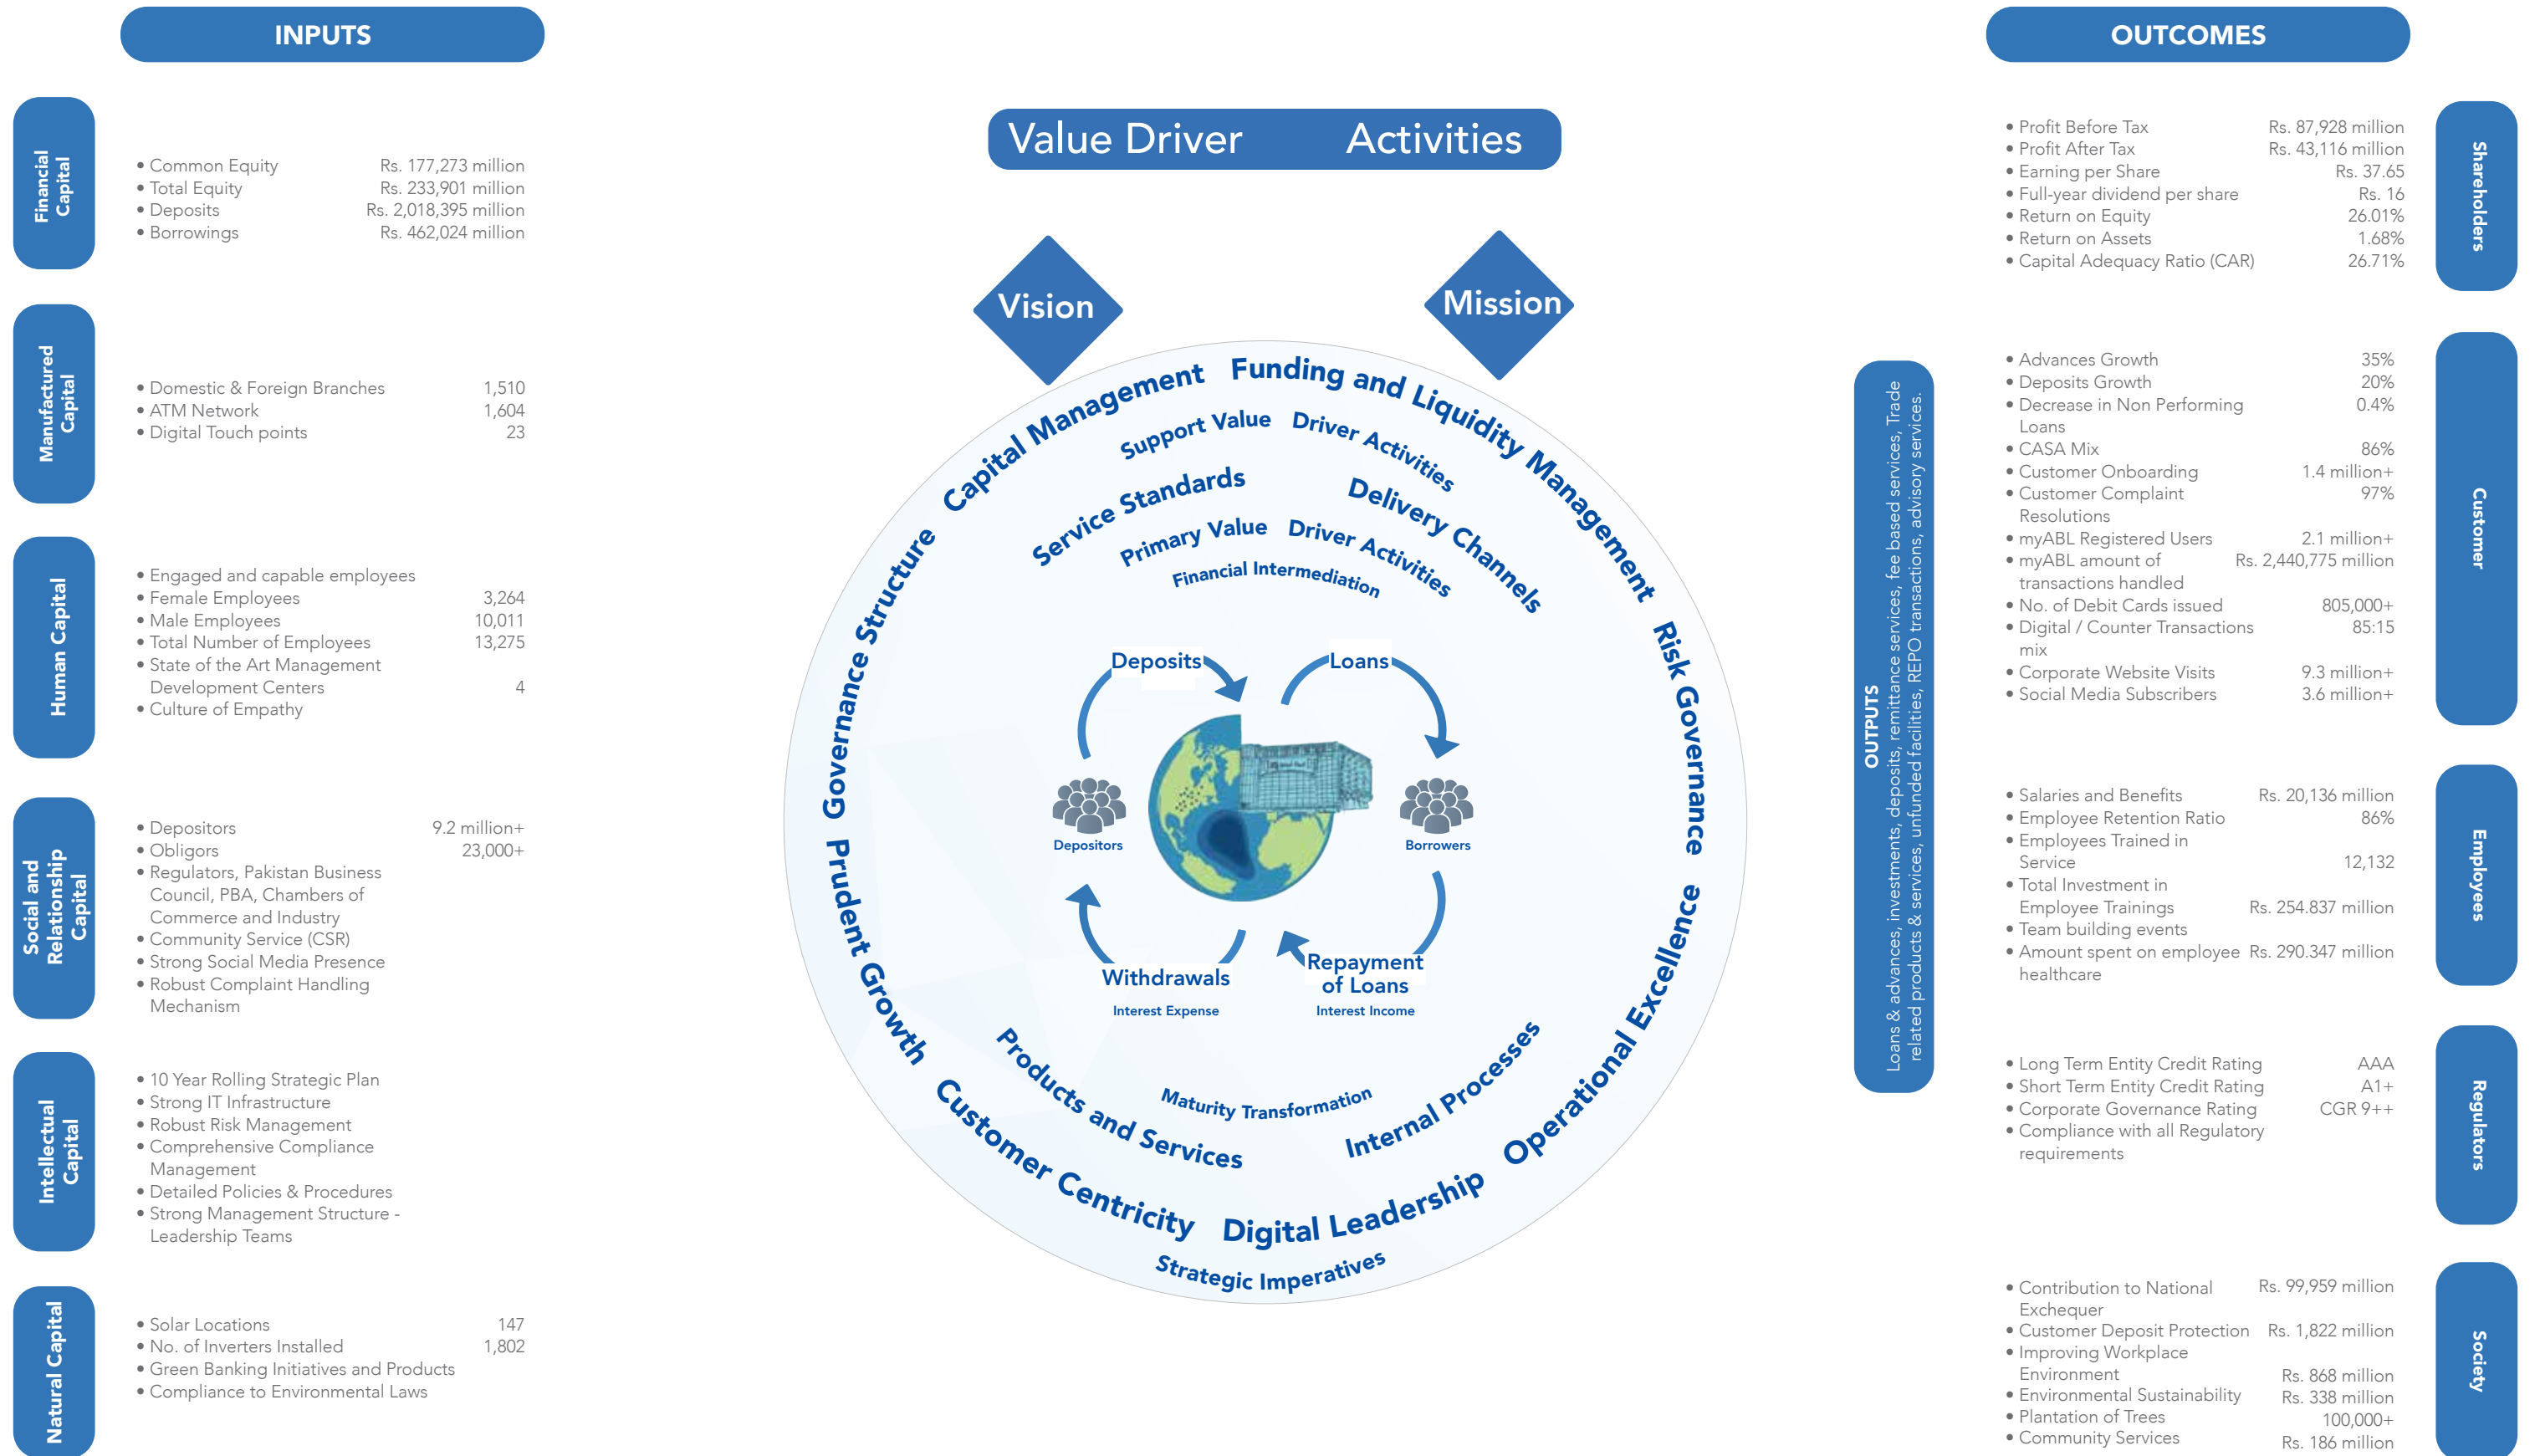 INPUTS
Financial
Capital
• Common Equity Rs. 177,273 million
• Total Equity Rs. 233,901 million
• Deposits Rs. 2,018,395 million
• Borrowings Rs. 462,024 million
Manufactured
Capital
• Domestic & Foreign Branches 1,510
• ATM Network 1,604
• Digital Touch points 23
Human Capital
• Engaged and capable employees
• Female Employees 3,264
• Male Employees 10,011
• Total Number of Employees 13,275
• State of the Art Management
Development Centers 4
• Culture of Empathy
Social and
Relationship
Capital
• Depositors 9.2 million+
• Obligors 23,000+
• Regulators, Pakistan Business
Council, PBA, Chambers of
Commerce and Industry
• Community Service (CSR)
• Strong Social Media Presence
• Robust Complaint Handling
Mechanism
Intellectual
Capital
• 10 Year Rolling Strategic Plan
• Strong IT Infrastructure
• Robust Risk Management
• Comprehensive Compliance
Management
• Detailed Policies & Procedures
• Strong Management Structure -
Leadership Teams
Natural Capital
• Solar Locations 147
• No. of Inverters Installed 1,802
• Green Banking Initiatives and Products
• Compliance to Environmental Laws
Value Driver Activities
Vision
Mission
Governance Structure
Capital Management
Funding and Liquidity Management
Risk Governance
Support Value Driver Activities
Service Standards
Delivery Channels
Primary Value Driver Activities
Financial Intermediation
Deposits
Loans
Depositors
Borrowers
Withdrawals
Interest Expense
Repayment
of Loans
Interest Income
Maturity Transformation
Products and Services
Internal Processes
Prudent Growth
Customer Centricity
Digital Leadership
Operational Excellence
Strategic Imperatives
OUTPUTS
Loans & advances, investments, deposits, remittance services, fee based services, Trade
related products & services, unfunded facilities, REPO transactions, advisory services.
OUTCOMES
• Profit Before Tax Rs. 87,928 million
• Profit After Tax Rs. 43,116 million
• Earning per Share Rs. 37.65
• Full-year dividend per share Rs. 16
• Return on Equity 26.01%
• Return on Assets 1.68%
• Capital Adequacy Ratio (CAR) 26.71%
Shareholders
• Advances Growth 35%
• Deposits Growth 20%
• Decrease in Non Performing 0.4%
Loans
• CASA Mix 86%
• Customer Onboarding 1.4 million+
• Customer Complaint 97%
Resolutions
• myABL Registered Users 2.1 million+
• myABL amount of Rs. 2,440,775 million
transactions handled
• No. of Debit Cards issued 805,000+
• Digital / Counter Transactions 85:15
mix
• Corporate Website Visits 9.3 million+
• Social Media Subscribers 3.6 million+
Customer
• Salaries and Benefits Rs. 20,136 million
• Employee Retention Ratio 86%
• Employees Trained in
Service 12,132
• Total Investment in
Employee Trainings Rs. 254.837 million
• Team building events
• Amount spent on employee Rs. 290.347 million
healthcare
Employees
• Long Term Entity Credit Rating AAA
• Short Term Entity Credit Rating A1+
• Corporate Governance Rating CGR 9++
• Compliance with all Regulatory
requirements
Regulators
• Contribution to National Rs. 99,959 million
Exchequer
• Customer Deposit Protection Rs. 1,822 million
• Improving Workplace
Environment Rs. 868 million
• Environmental Sustainability Rs. 338 million
• Plantation of Trees 100,000+
• Community Services Rs. 186 million
Society